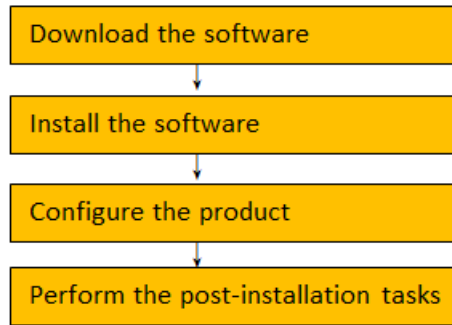 Download the software
Install the software
Configure the product
Perform the post-installation tasks